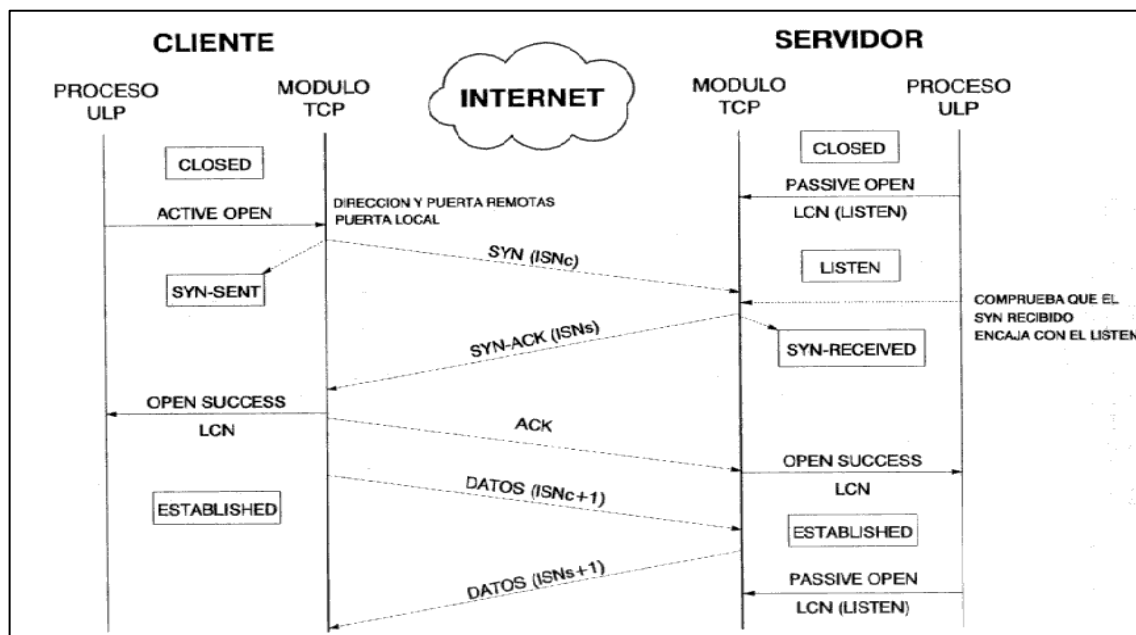 CLIENTE
SERVIDOR
PROCESO
ULP
MODULO
TCP
INTERNET
MODULO
TCP
PROCESO
ULP
CLOSED
CLOSED
ACTIVE OPEN
DIRECCION Y PUERTA REMOTAS
PUERTA LOCAL
PASSIVE OPEN
LCN (LISTEN)
SYN (ISNc)
LISTEN
SYN-SENT
COMPRUEBA QUE EL
SYN RECIBIDO
ENCAJA CON EL LISTEN
SYN-ACK (ISNs)
SYN-RECEIVED
OPEN SUCCESS
LCN
ACK
OPEN SUCCESS
LCN
DATOS (ISNc+1)
ESTABLISHED
ESTABLISHED
DATOS (ISNs+1)
PASSIVE OPEN
LCN (LISTEN)